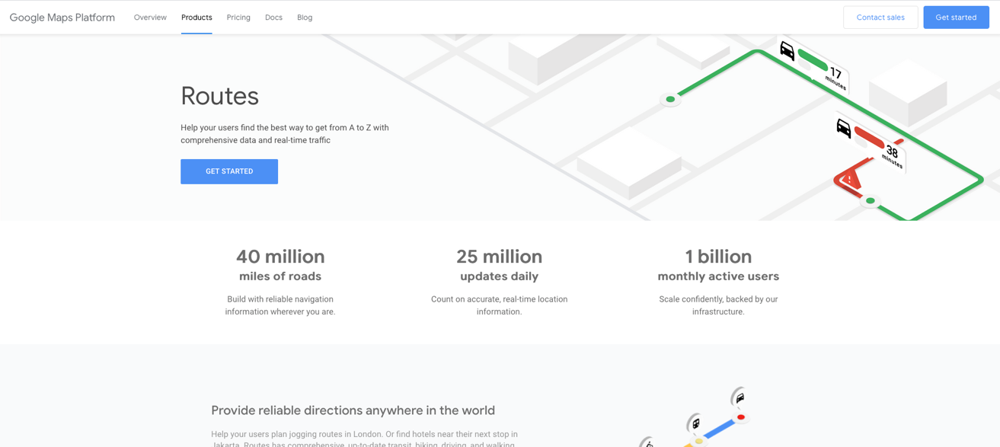 Google Maps Platform
Overview
Products
Pricing
Docs
Blog
Contact sales
Get started
17
minutes
38
minutes
Routes
Help your users find the best way to get from A to Z with
comprehensive data and real-time traffic
GET STARTED
40 million
miles of roads
Build with reliable navigation
information wherever you are.
25 million
updates daily
Count on accurate, real-time location
information.
1 billion
monthly active users
Scale confidently, backed by our
infrastructure.
Provide reliable directions anywhere in the world
Help your users plan jogging routes in London. Or find hotels near their next stop in
Jakarta. Routes has comprehensive, up-to-date transit, biking, driving, and walking